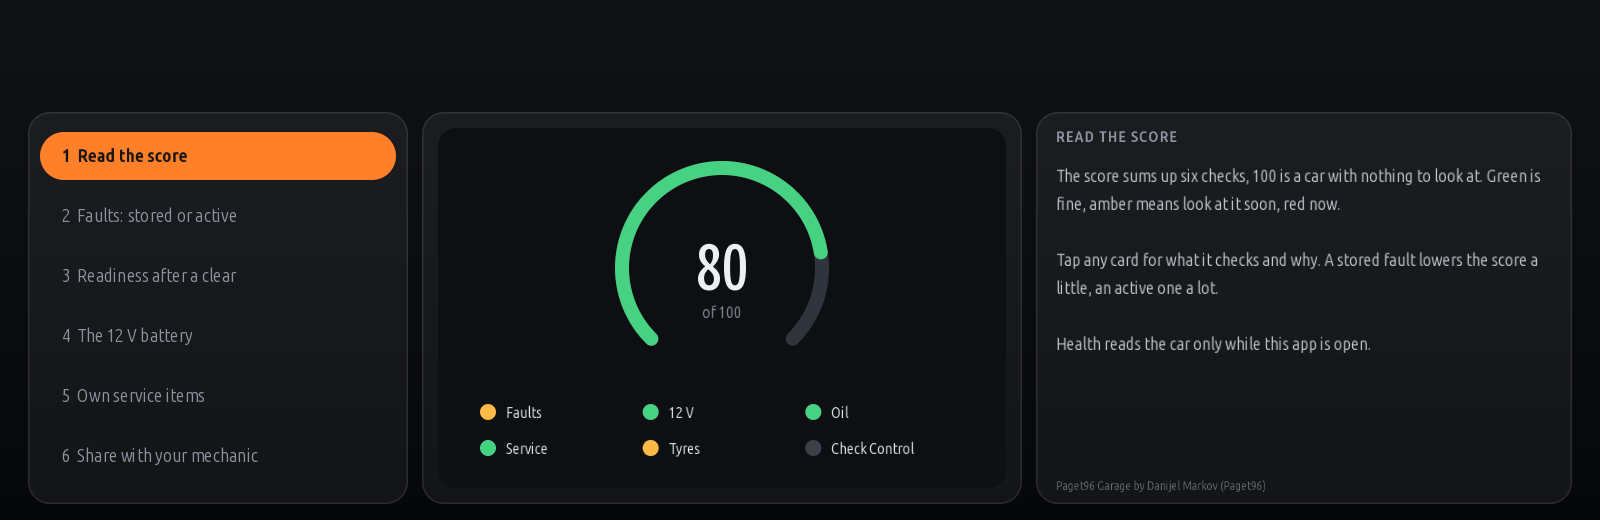 1 Read the score
2 Faults: stored or active
3 Readiness after a clear
4 The 12 V battery
5 Own service items
6 Share with your mechanic
80
of 100
Faults
12 V
Oil
Service
Tyres
Check Control
READ THE SCORE
The score sums up six checks, 100 is a car with nothing to look at. Green is
fine, amber means look at it soon, red now.
Tap any card for what it checks and why. A stored fault lowers the score a
little, an active one a lot.
Health reads the car only while this app is open.
Paget96 Garage by Danijel Markov (Paget96)